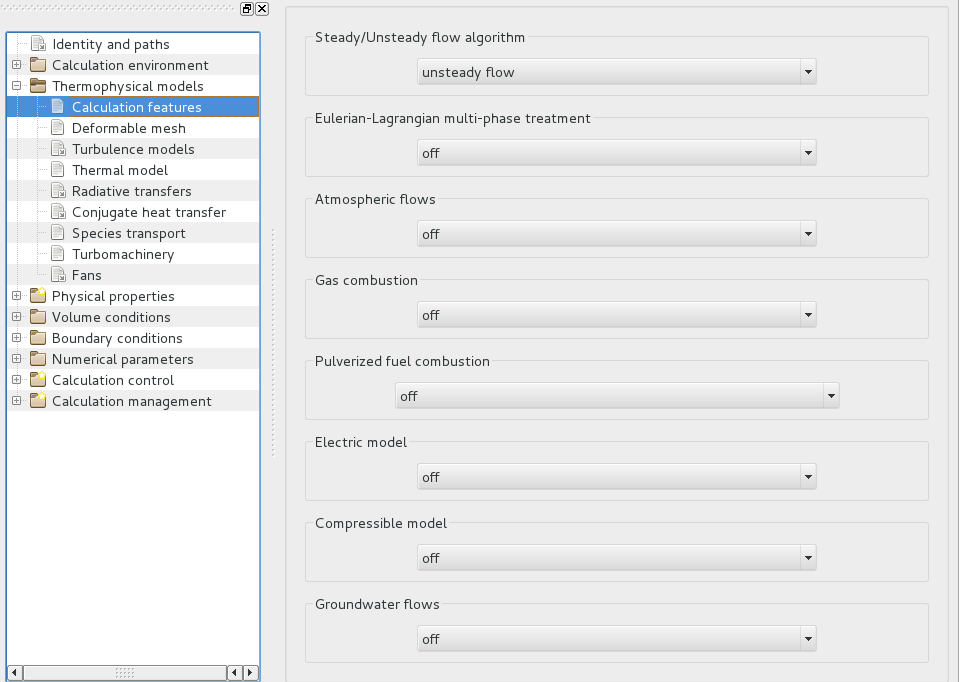 Identity and paths
Calculation environment
Thermophysical models
Calculation features
Deformable mesh
Turbulence models
Thermal model
Radiative transfers
Conjugate heat transfer
Species transport
Turbomachinery
Fans
Physical properties
Volume conditions
Boundary conditions
Numerical parameters
Calculation control
Calculation management
Steady/Unsteady flow algorithm
unsteady flow
Eulerian-Lagrangian multi-phase treatment
off
Atmospheric flows
off
Gas combustion
off
Pulverized fuel combustion
off
Electric model
off
Compressible model
off
Groundwater flows
off